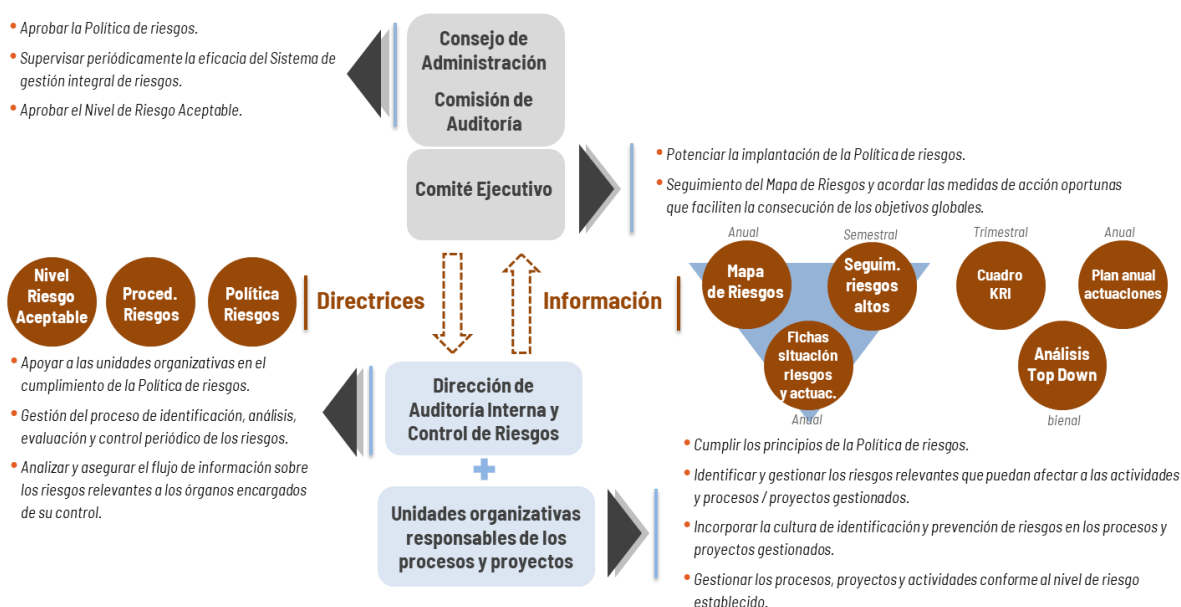 • Aprobar la Política de riesgos.
• Supervisar periódicamente la eficacia del Sistema de
gestión integral de riesgos.
• Aprobar el Nivel de Riesgo Aceptable.
Consejo de
Administración
Comisión de
Auditoría
Comité Ejecutivo
• Potenciar la implantación de la Política de riesgos.
• Seguimiento del Mapa de Riesgos y acordar las medidas de acción oportunas
que faciliten la consecución de los objetivos globales.
Nivel
Riesgo
Aceptable
Proced.
Riesgos
Política
Riesgos
Directrices
Información
Anual
Mapa
de Riesgos
Semestral
Seguim.
riesgos
altos
Fichas
situación
riesgos
y actuac.
Anual
Trimestral
Cuadro
KRI
Anual
Plan anual
actuaciones
Análisis
Top Down
bienal
• Apoyar a las unidades organizativas en el
cumplimiento de la Política de riesgos.
• Gestión del proceso de identificación, análisis,
evaluación y control periódico de los riesgos.
• Analizar y asegurar el flujo de información sobre
los riesgos relevantes a los órganos encargados
de su control.
Dirección de
Auditoría Interna y
Control de Riesgos
+
Unidades organizativas
responsables de los
procesos y proyectos
• Cumplir los principios de la Política de riesgos.
• Identificar y gestionar los riesgos relevantes que puedan afectar a las actividades
y procesos / proyectos gestionados.
• Incorporar la cultura de identificación y prevención de riesgos en los procesos y
proyectos gestionados.
• Gestionar los procesos, proyectos y actividades conforme al nivel de riesgo
establecido.